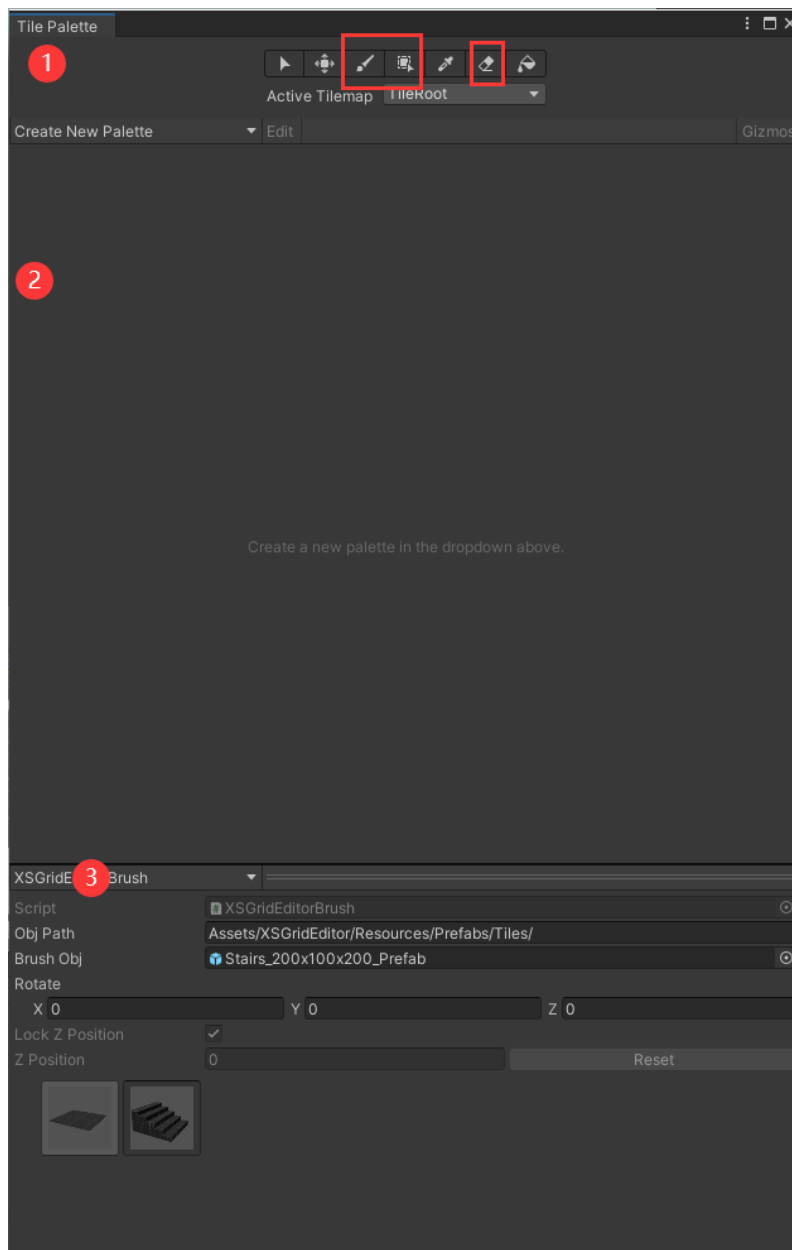 Tile Palette
1
Active Tilemap TileRoot
Create New Palette Edit Gizmos
2
Create a new palette in the dropdown above.
XSGridE 3 Brush
Script XSGridEditorBrush
Obj Path Assets/XSGridEditor/Resources/Prefabs/Tiles/
Brush Obj Stairs_200x100x200_Prefab
Rotate
X 0 Y 0 Z 0
Lock Z Position
Z Position 0 Reset